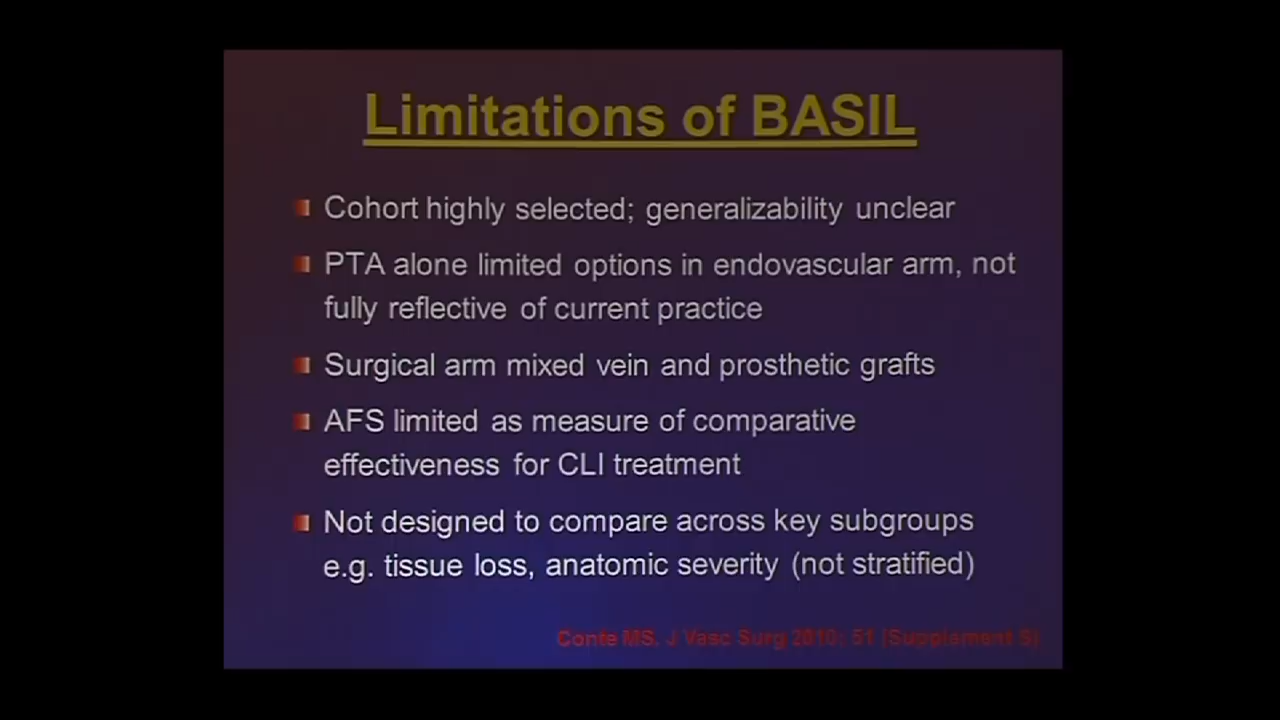 Limitations of BASIL
Cohort highly selected; generalizability unclear
PTA alone limited options in endovascular arm, not
fully reflective of current practice
Surgical arm mixed vein and prosthetic grafts
AFS limited as measure of comparative
effectiveness for CLI treatment
Not designed to compare across key subgroups
e.g. tissue loss, anatomic severity (not stratified)
Conte MS, J Vasc Surg 2010; 51 [Supplement S]